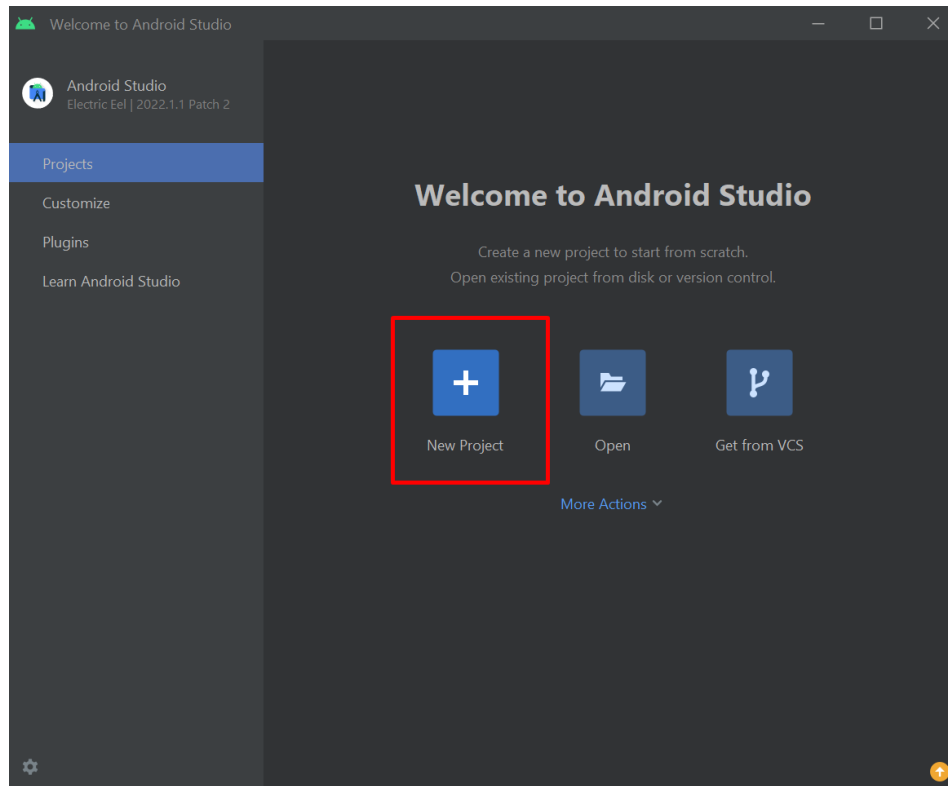 Welcome to Android Studio
Android Studio
Electric Eel | 2022.1.1 Patch 2
Projects
Customize
Plugins
Learn Android Studio
Welcome to Android Studio
Create a new project to start from scratch.
Open existing project from disk or version control.
New Project
Open
Get from VCS
More Actions